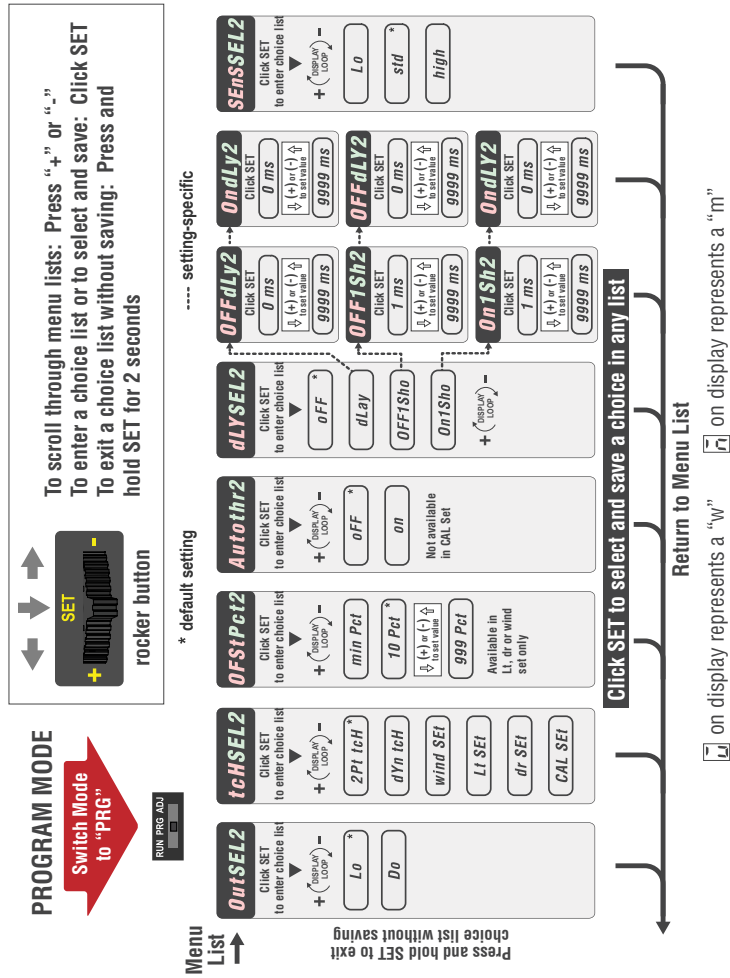 PROGRAM MODE
Switch Mode
to “PRG”
RUN PRG ADJ
+ SET -
rocker button
To scroll through menu lists: Press “+” or “-”
To enter a choice list or to select and save: Click SET
To exit a choice list without saving: Press and
hold SET for 2 seconds
* default setting
----- setting-specific
Menu
List
Press and hold SET to exit
choice list without saving
OutSEL2
Click SET
to enter choice list
+ DISPLAY LOOP -
Lo *
Do
tcHSEL2
Click SET
to enter choice list
+ DISPLAY LOOP -
2Pt tcH *
dYn tcH
wind SEt
Lt SEt
dr SEt
CAL SEt
OFStPct2
Click SET
to enter choice list
+ DISPLAY LOOP -
min Pct
10 Pct *
(+) or (-)
to set value
999 Pct
Available in
Lt, dr or wind
set only
Autothr2
Click SET
to enter choice list
+ DISPLAY LOOP -
oFF *
on
Not available
in CAL Set
dLYSEL2
Click SET
to enter choice list
oFF *
dLay
OFF1Sho
On1Sho
+ DISPLAY LOOP -
OFFdLy2
Click SET
0 ms
(+) or (-)
to set value
9999 ms
OndLy2
Click SET
0 ms
(+) or (-)
to set value
9999 ms
OFF1Sh2
Click SET
1 ms
(+) or (-)
to set value
9999 ms
OFFdLY2
Click SET
0 ms
(+) or (-)
to set value
9999 ms
On1Sh2
Click SET
1 ms
(+) or (-)
to set value
9999 ms
OndLY2
Click SET
0 ms
(+) or (-)
to set value
9999 ms
SEnSSEL2
Click SET
to enter choice list
+ DISPLAY LOOP -
Lo
std *
high
Click SET to select and save a choice in any list
Return to Menu List
on display represents a “w”
on display represents a “m”